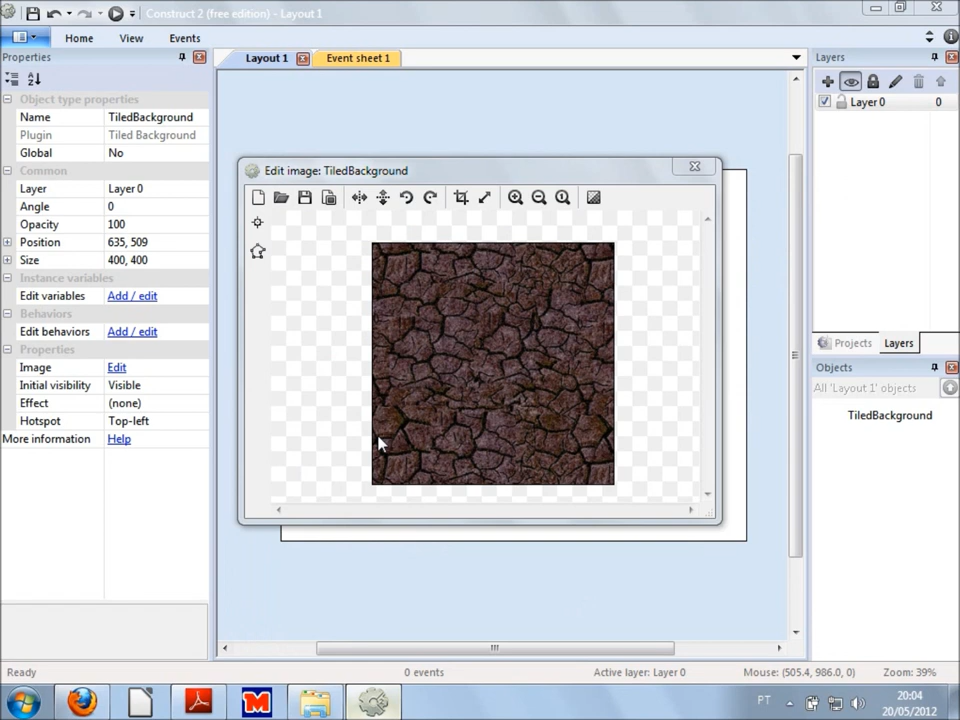 Construct 2 (free edition) - Layout 1
Home View Events
Properties
Layout 1
Event sheet 1
Layers
Object type properties
Name TiledBackground
Plugin Tiled Background
Global No
Common
Layer Layer 0
Angle 0
Opacity 100
Position 635, 509
Size 400, 400
Instance variables
Edit variables Add / edit
Behaviors
Edit behaviors Add / edit
Properties
Image Edit
Initial visibility Visible
Effect (none)
Hotspot Top-left
More information Help
Edit image: TiledBackground
Layer 0 0
Projects Layers
Objects
All 'Layout 1' objects
TiledBackground
Ready 0 events Active layer: Layer 0 Mouse: (505.4, 986.0, 0) Zoom: 39%
PT
20:04
20/05/2012